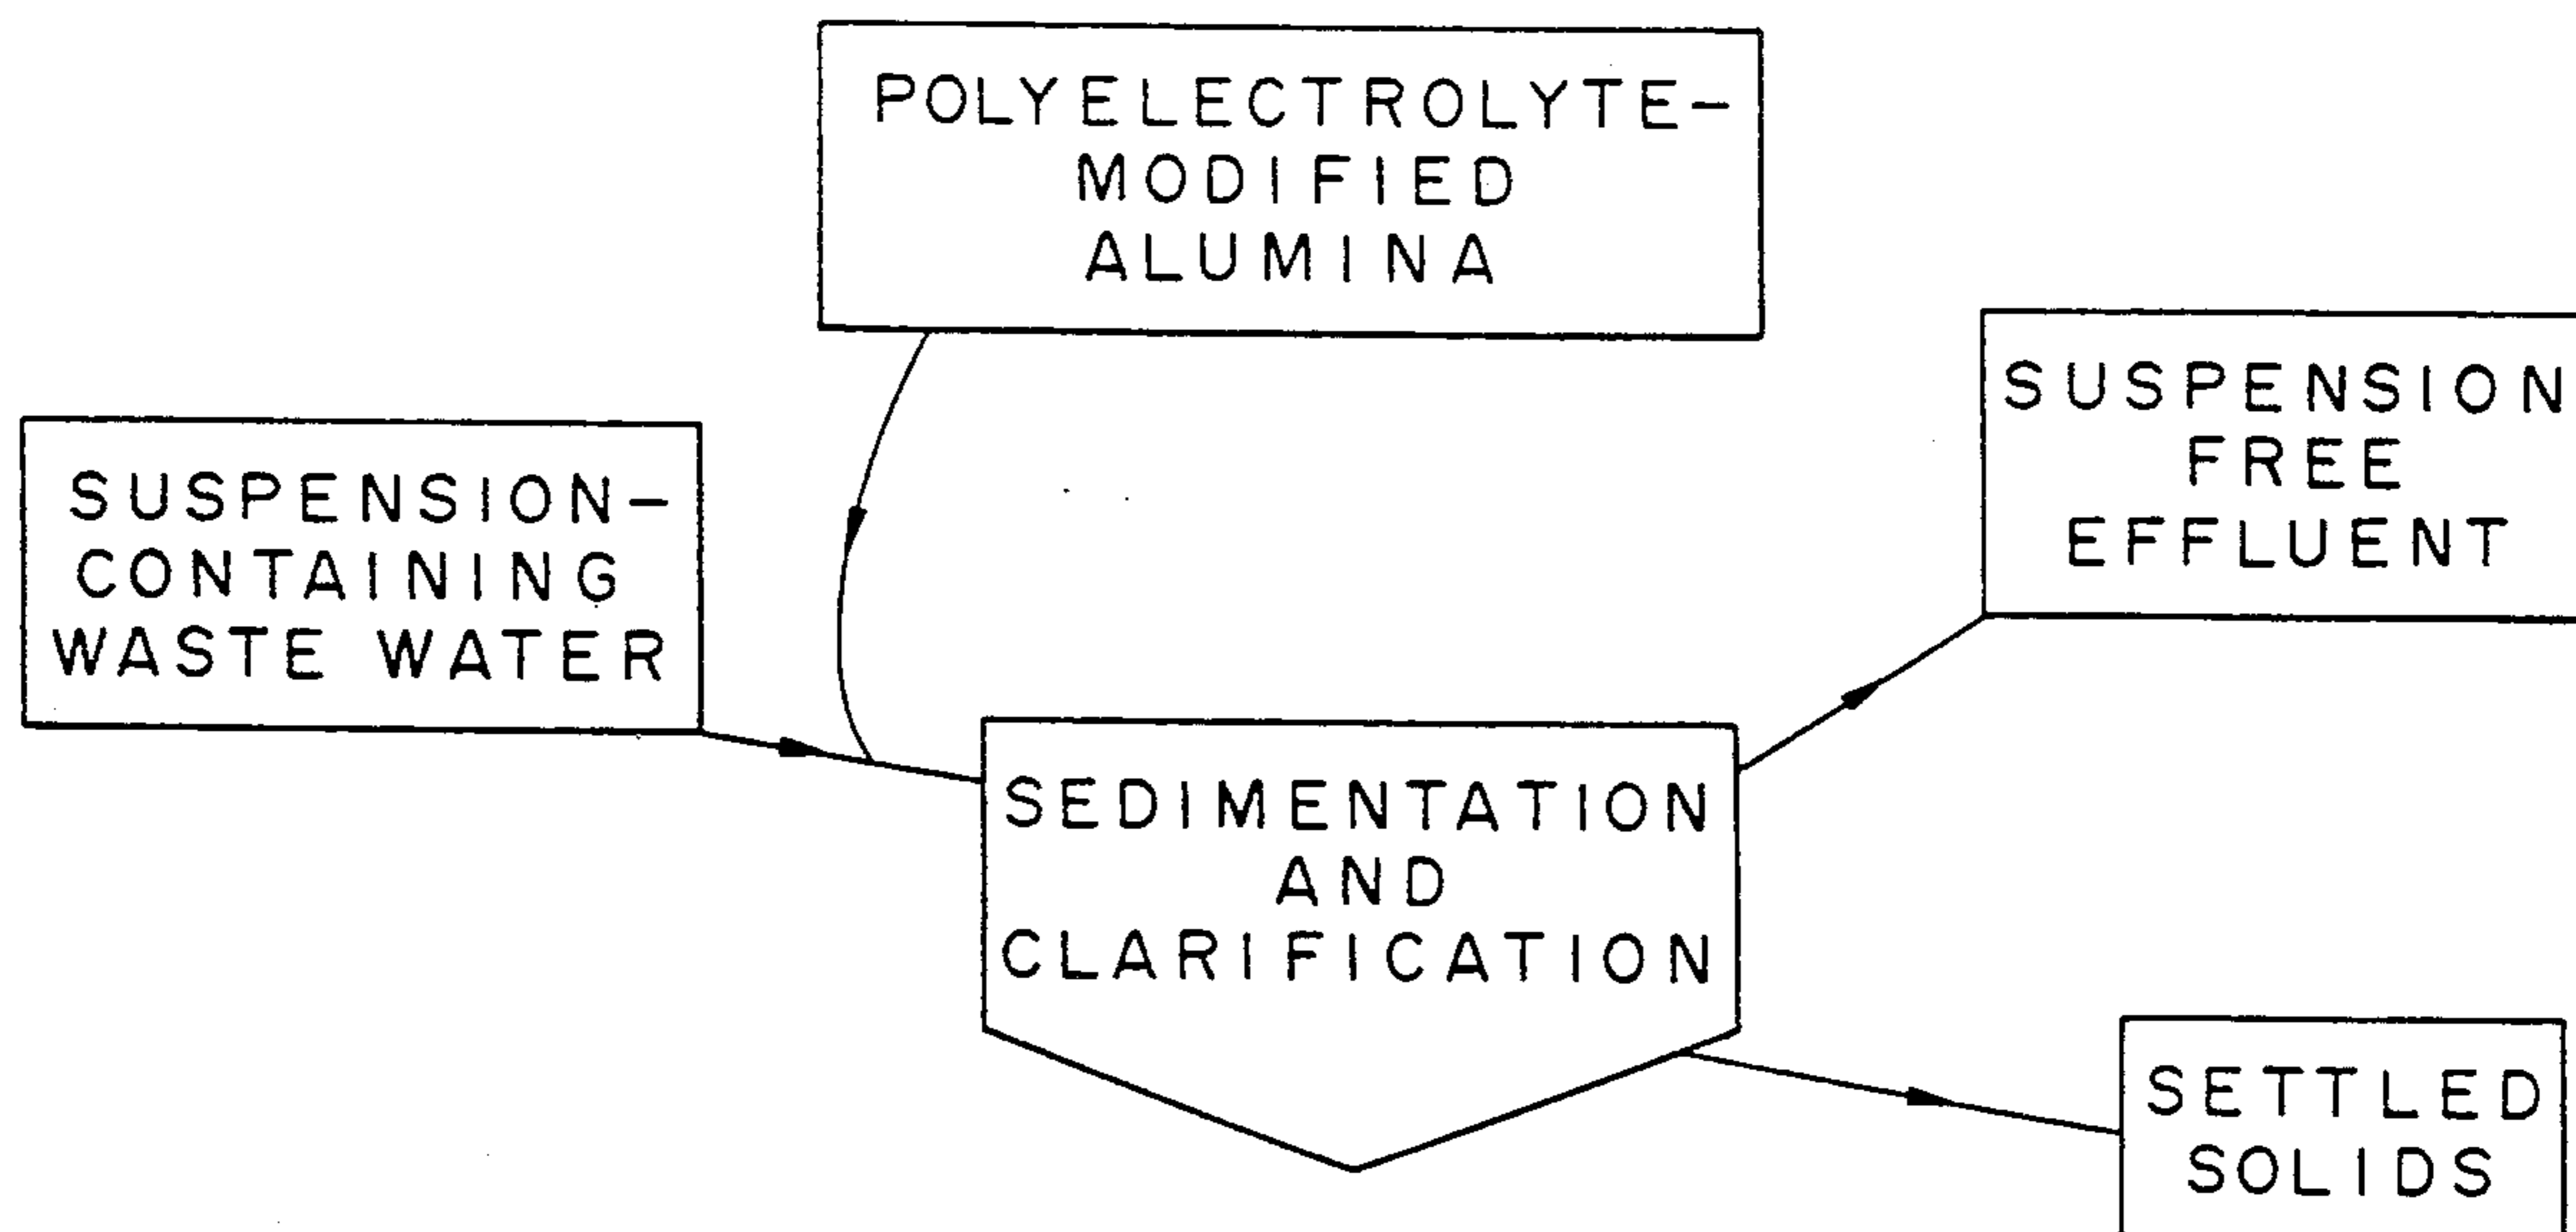 POLYELECTROLYTE-
MODIFIED
ALUMINA
SUSPENSION-
CONTAINING
WASTE WATER
SUSPENSION
FREE
EFFLUENT
SEDIMENTATION
AND
CLARIFICATION
SETTLED
SOLIDS